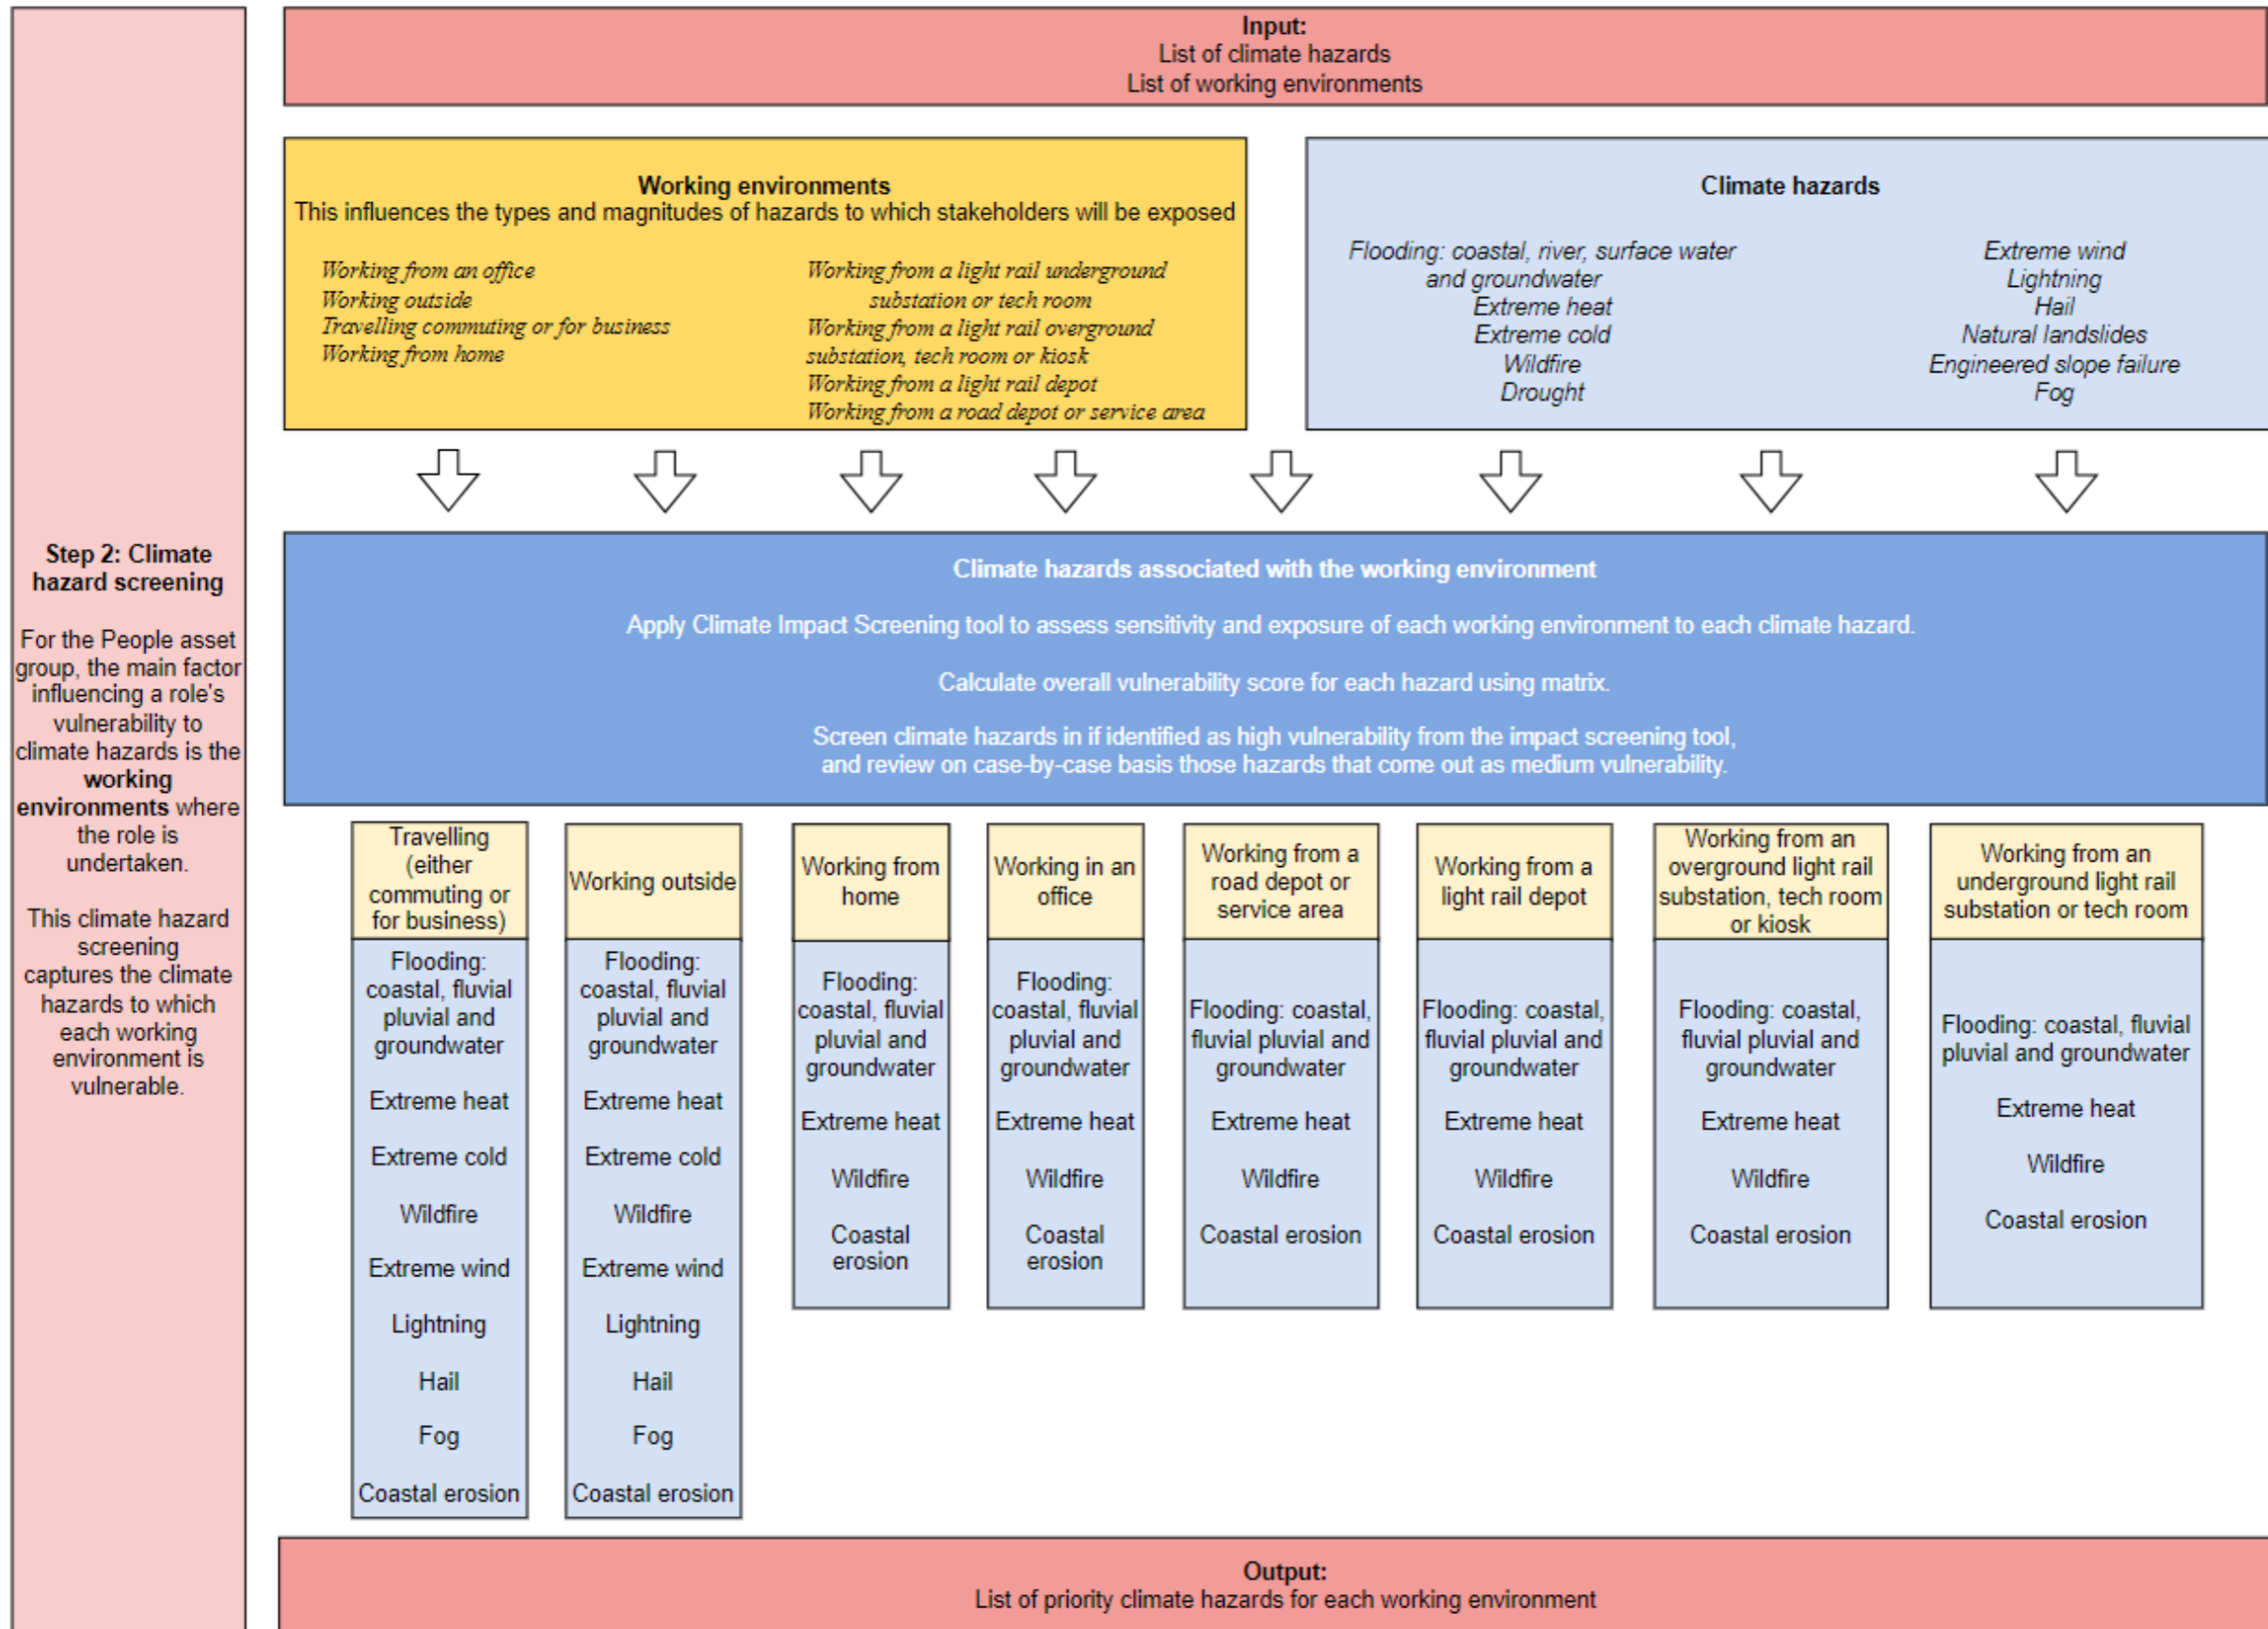 Step 2: Climate
hazard screening
For the People asset
group, the main factor
influencing a role's
vulnerability to
climate hazards is the
working
environments where
the role is
undertaken.
This climate hazard
screening
captures the climate
hazards to which
each working
environment is
vulnerable.
Input:
List of climate hazards
List of working environments
Working environments
This influences the types and magnitudes of hazards to which stakeholders will be exposed
Working from an office
Working outside
Travelling commuting or for business
Working from home
Working from a light rail underground
substation or tech room
Working from a light rail overground
substation, tech room or kiosk
Working from a light rail depot
Working from a road depot or service area
Climate hazards
Flooding: coastal, river, surface water
and groundwater
Extreme heat
Extreme cold
Wildfire
Drought
Extreme wind
Lightning
Hail
Natural landslides
Engineered slope failure
Fog
Climate hazards associated with the working environment
Apply Climate Impact Screening tool to assess sensitivity and exposure of each working environment to each climate hazard.
Calculate overall vulnerability score for each hazard using matrix.
Screen climate hazards in if identified as high vulnerability from the impact screening tool,
and review on case-by-case basis those hazards that come out as medium vulnerability.
Travelling
(either
commuting or
for business)
Flooding:
coastal, fluvial
pluvial and
groundwater
Extreme heat
Extreme cold
Wildfire
Extreme wind
Lightning
Hail
Fog
Coastal erosion
Working outside
Flooding:
coastal, fluvial
pluvial and
groundwater
Extreme heat
Extreme cold
Wildfire
Extreme wind
Lightning
Hail
Fog
Coastal erosion
Working from
home
Flooding:
coastal, fluvial
pluvial and
groundwater
Extreme heat
Wildfire
Coastal
erosion
Working in an
office
Flooding:
coastal, fluvial
pluvial and
groundwater
Extreme heat
Wildfire
Coastal
erosion
Working from a
road depot or
service area
Flooding: coastal,
fluvial pluvial and
groundwater
Extreme heat
Wildfire
Coastal erosion
Working from a
light rail depot
Flooding: coastal,
fluvial pluvial and
groundwater
Extreme heat
Wildfire
Coastal erosion
Working from an
overground light rail
substation, tech room
or kiosk
Flooding: coastal,
fluvial pluvial and
groundwater
Extreme heat
Wildfire
Coastal erosion
Working from an
underground light rail
substation or tech room
Flooding: coastal, fluvial
pluvial and groundwater
Extreme heat
Wildfire
Coastal erosion
Output:
List of priority climate hazards for each working environment